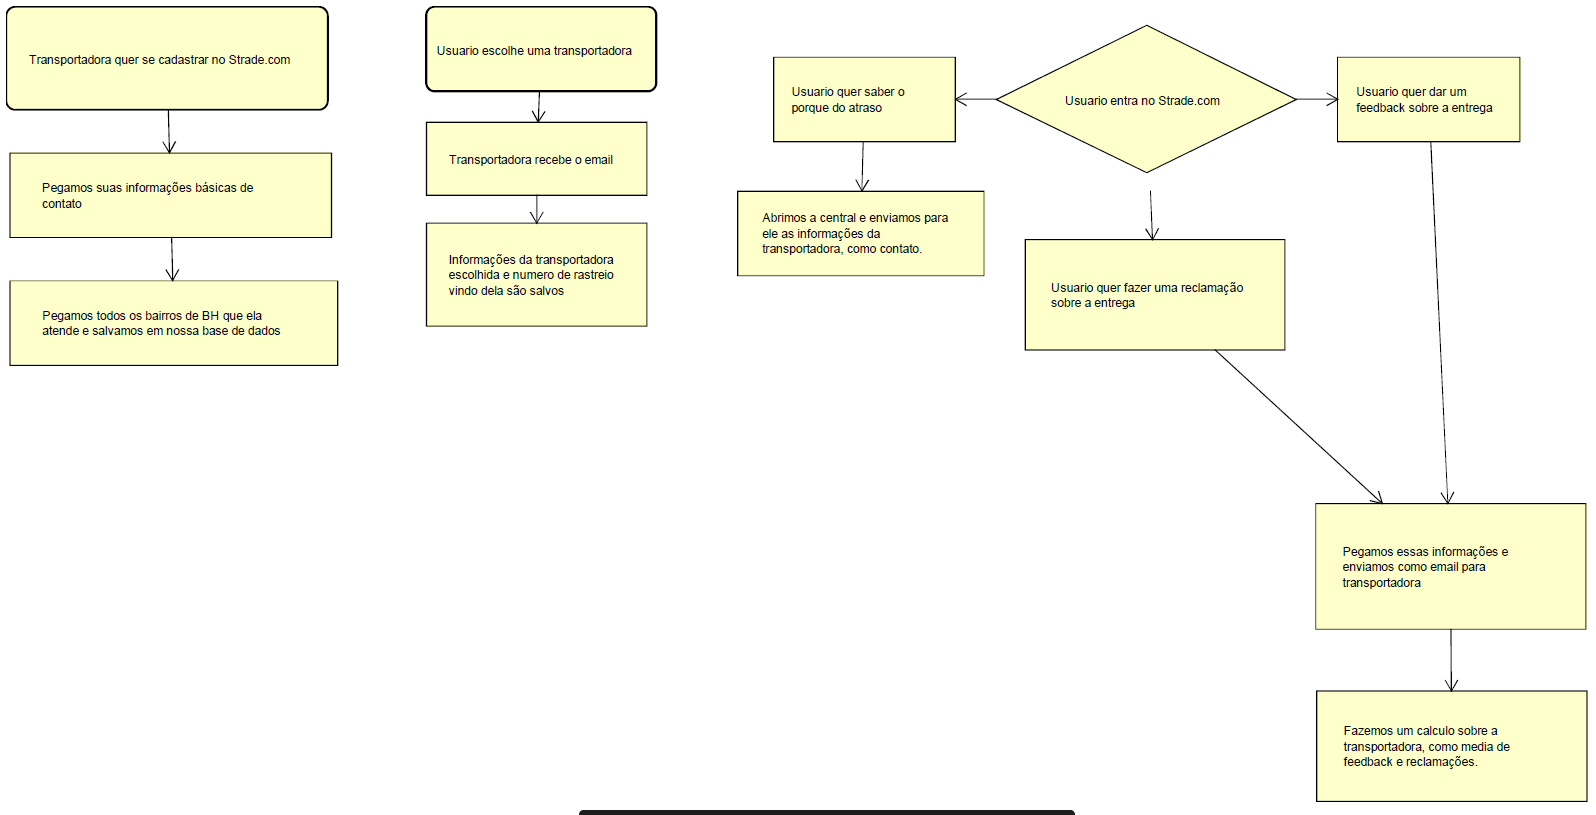 Transportadora quer se cadastrar no Strade.com
Pegamos suas informações básicas de
contato
Pegamos todos os bairros de BH que ela
atende e salvamos em nossa base de dados
Usuario escolhe uma transportadora
Transportadora recebe o email
Informações da transportadora
escolhida e numero de rastreio
vindo dela são salvos
Usuario entra no Strade.com
Usuario quer saber o
porque do atraso
Abrimos a central e enviamos para
ele as informações da
transportadora, como contato.
Usuario quer fazer uma reclamação
sobre a entrega
Usuario quer dar um
feedback sobre a entrega
Pegamos essas informações e
enviamos como email para
transportadora
Fazemos um calculo sobre a
transportadora, como media de
feedback e reclamações.